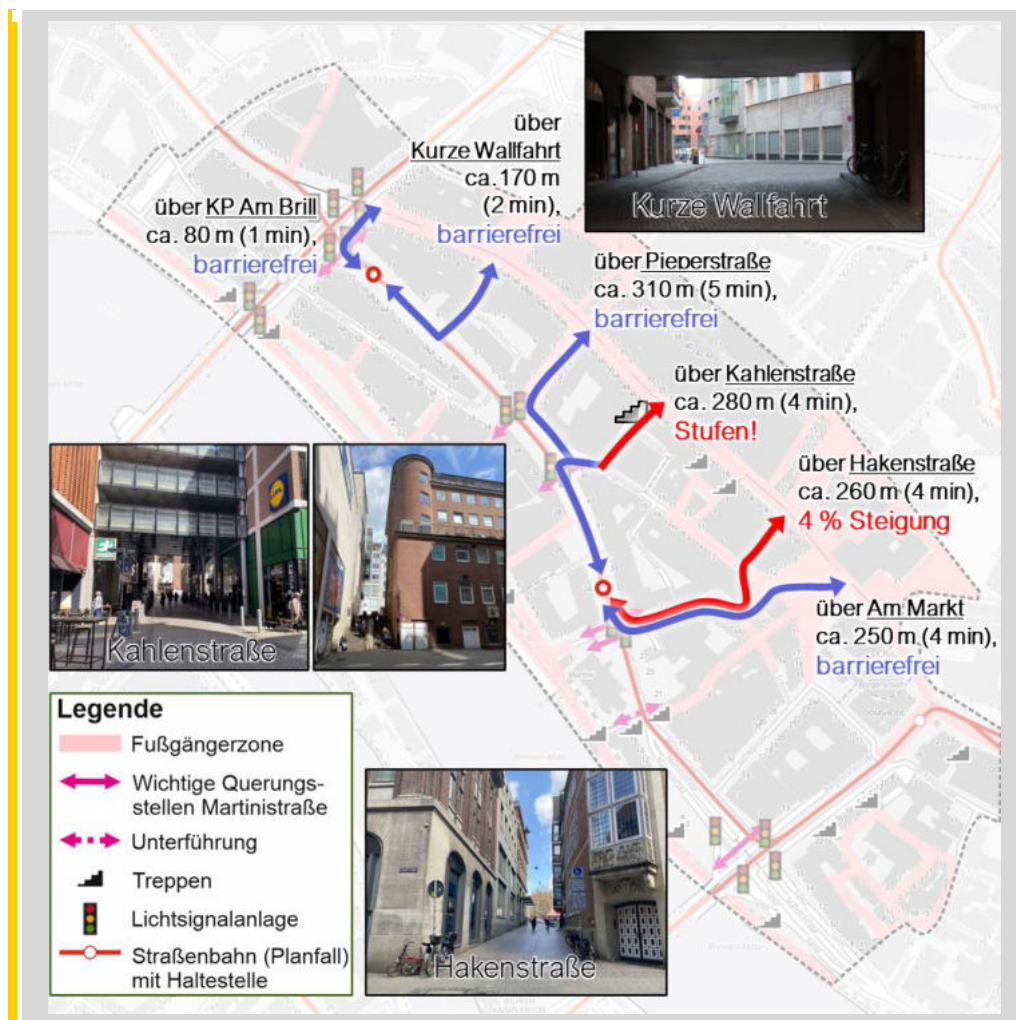 über
Kurze Wallfahrt
ca.170 m
(2 min),
barrierefrei
über KP Am Brill
ca. 80 m (1 min),
barrierefrei
Kurze Wallfahrt
über Pieperstraße
ca. 310 m (5 min),
barrierefrei
über Kahlenstraße
ca. 280 m (4 min),
Stufen!
über Hakenstraße
ca. 260 m (4 min),
4 % Steigung
über Am Markt
ca. 250 m (4 min),
barrierefrei
LIDL
Kahlenstraße
Legende
Fußgängerzone
Wichtige Querungs-
stellen Martinistraße
Unterführung
Treppen
Lichtsignalanlage
Straßenbahn (Planfall)
mit Haltestelle
Hakenstraße